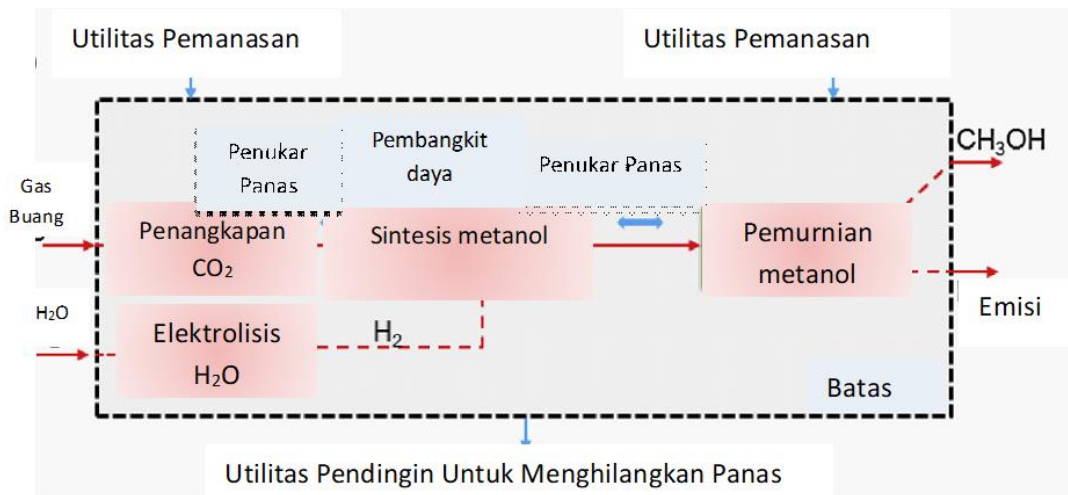 Utilitas Pemanasan
Utilitas Pemanasan
Penukar
Panas
Pembangkit
daya
Penukar Panas
CH₃OH
Gas
Buang
Penangkapan
CO₂
Sintesis metanol
Pemurnian
metanol
Emisi
H₂O
Elektrolisis
H₂O
H₂
Batas
Utilitas Pendingin Untuk Menghilangkan Panas